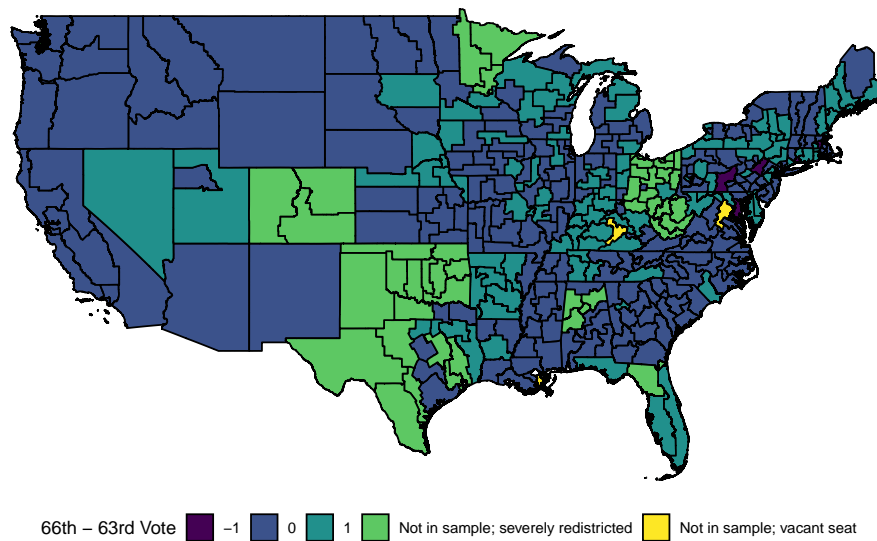 66th – 63rd Vote −1 0 1 Not in sample; severely redistricted Not in sample; vacant seat